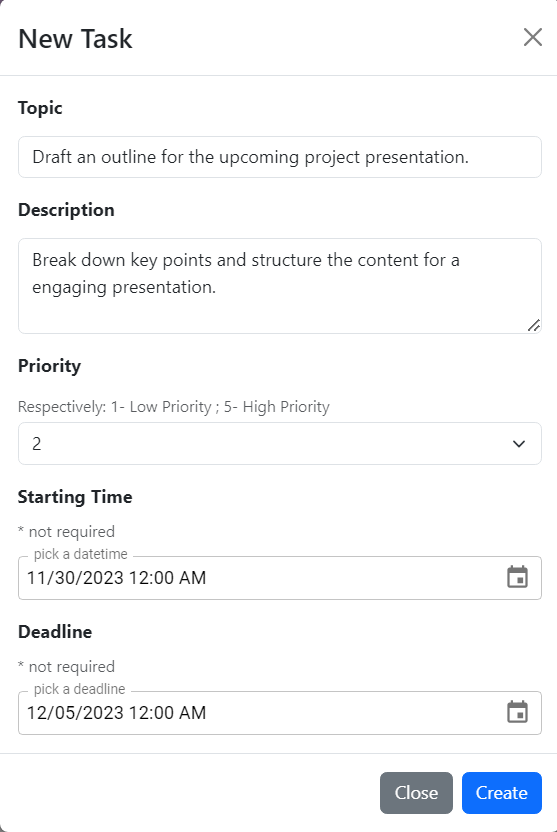 New Task
Topic
Draft an outline for the upcoming project presentation.
Description
Break down key points and structure the content for a
engaging presentation.
Priority
Respectively: 1- Low Priority ; 5- High Priority
2
Starting Time
* not required
pick a datetime
11/30/2023 12:00 AM
Deadline
* not required
pick a deadline
12/05/2023 12:00 AM
Close Create